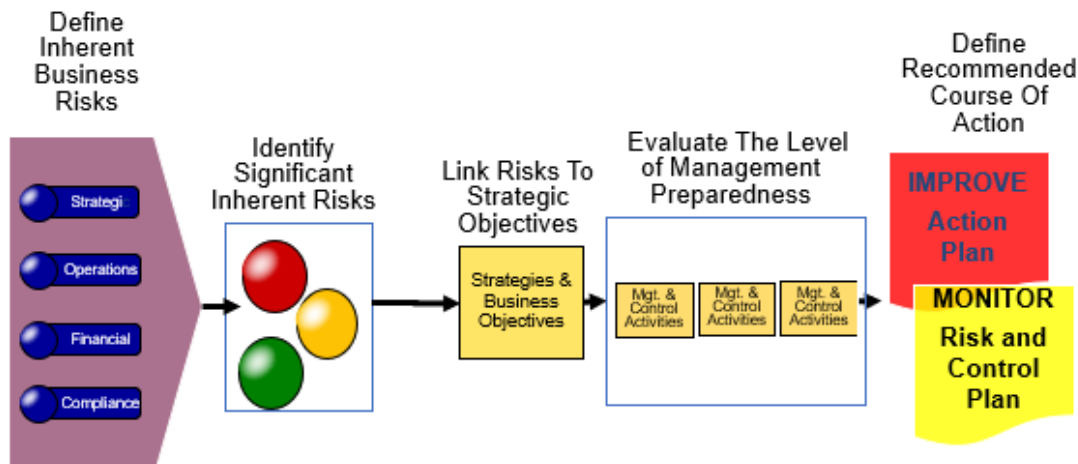 Define
Inherent
Business
Risks
Strategi
Operations
Financial
Compliance
Identify
Significant
Inherent Risks
Link Risks To
Strategic
Objectives
Strategies &
Business
Objectives
Evaluate The Level
of Management
Preparedness
Mgt. &
Control
Activities
Mgt. &
Control
Activities
Mgt. &
Control
Activities
Define
Recommended
Course Of
Action
IMPROVE
Action
Plan
MONITOR
Risk and
Control
Plan